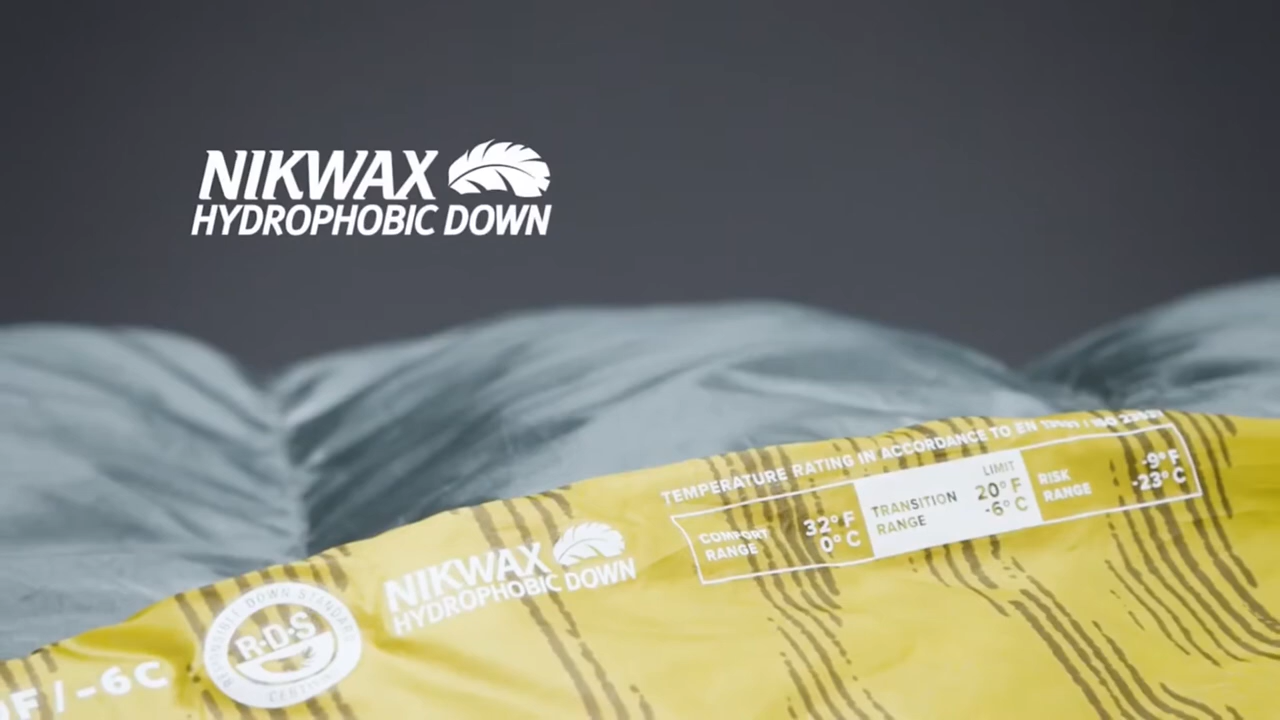 NIKWAX
HYDROPHOBIC DOWN
TEMPERATURE RATING IN ACCORDANCE TO EN 13537 / ISO 23537
COMFORT
RANGE
32° F
0° C
TRANSITION
RANGE
LIMIT
20° F
-6° C
RISK
RANGE
-9° F
-23° C
NIKWAX
HYDROPHOBIC DOWN
RESPONSIBLE DOWN STANDARD
R·D·S
CERTIFIED
F/-6C